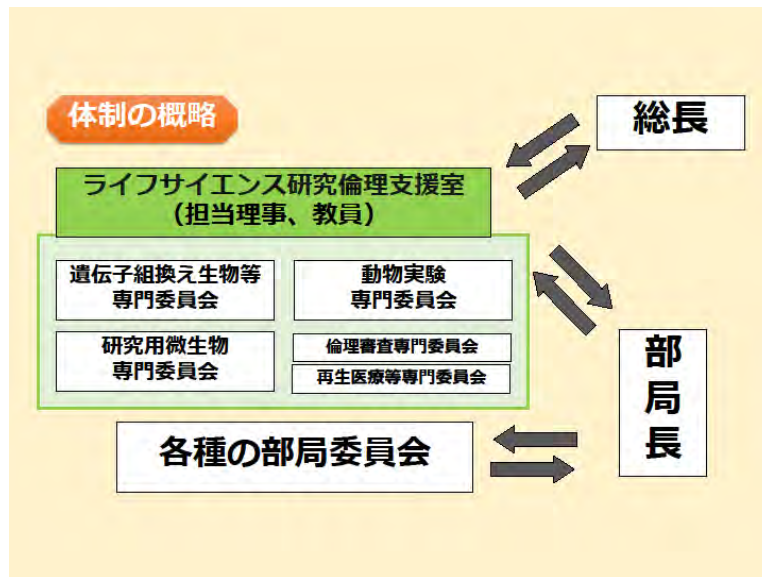 体制の概略
総長
ライフサイエンス研究倫理支援室
（担当理事、教員）
遺伝子組換え生物等
専門委員会
動物実験
専門委員会
研究用微生物
専門委員会
倫理審査専門委員会
再生医療等専門委員会
部
局
長
各種の部局委員会